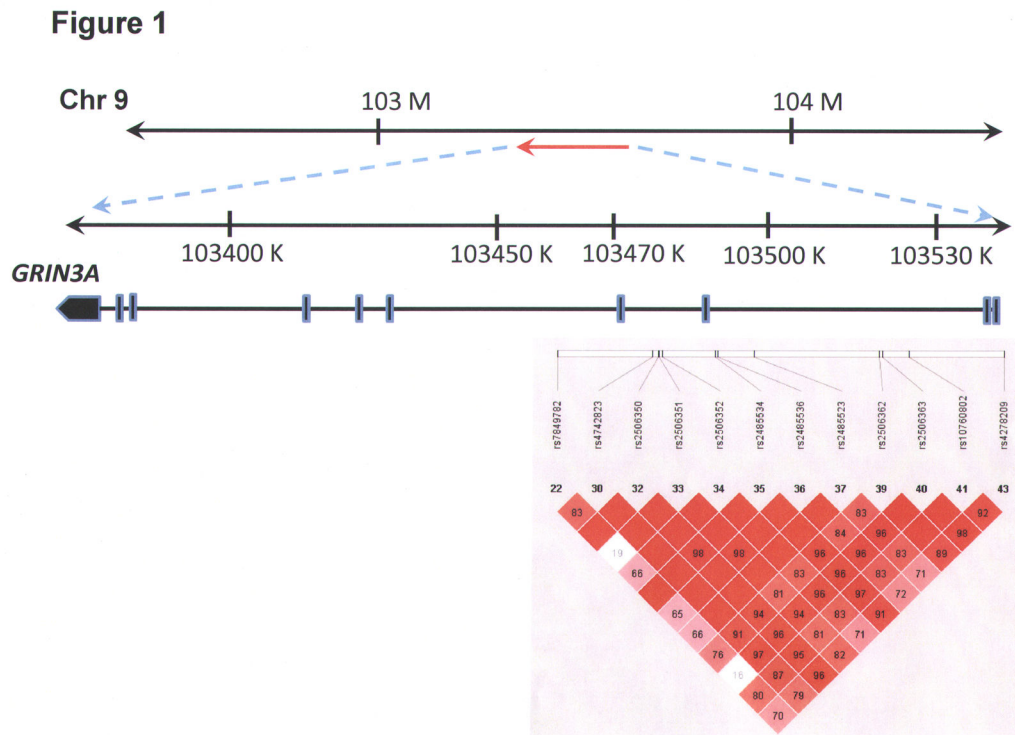 Figure 1
Chr 9
103 M
104 M
103400 K
103450 K
103470 K
103500 K
103530 K
GRIN3A
rs7849782
rs4742823
rs2506350
rs2506351
rs2506352
rs2485534
rs2485536
rs2485523
rs2506362
rs2506363
rs10760802
rs4278209
22 30 32 33 34 35 36 37 39 40 41 43
83 83 92
84 96 98
19 98 98 96 96 83 89
66 83 96 83 71
81 96 97 72
65 94 94 83 91
66 91 96 81 71
76 97 95 82
16 87 96
80 79
70